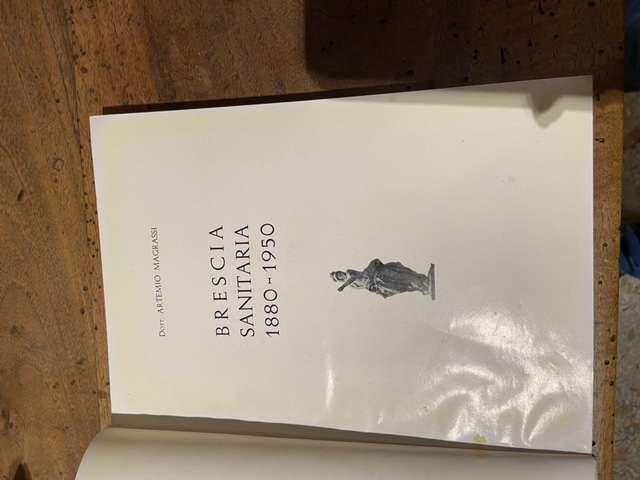 Dott. ARTEMIO MAGRASSI
BRESCIA
SANITARIA
1880-1950